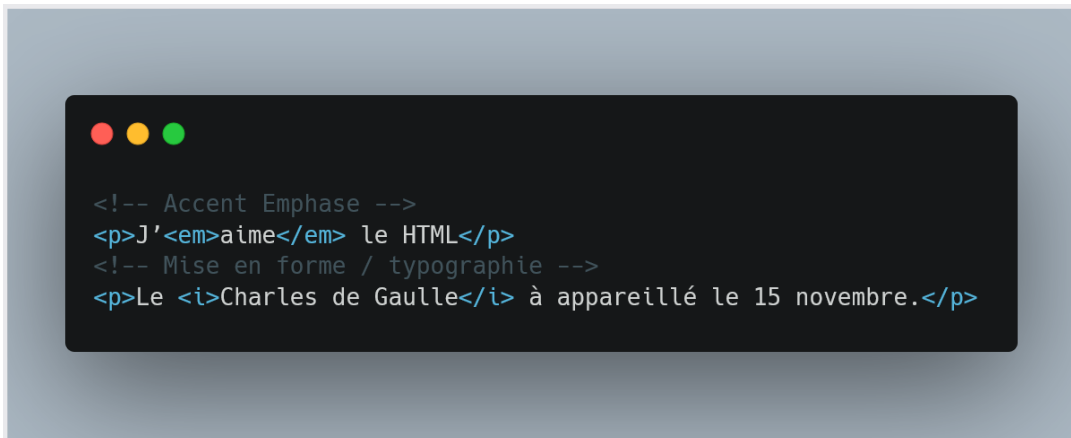 <!-- Accent Emphase -->
<p>J’<em>aime</em> le HTML</p>
<!-- Mise en forme / typographie -->
<p>Le <i>Charles de Gaulle</i> à appareillé le 15 novembre.</p>